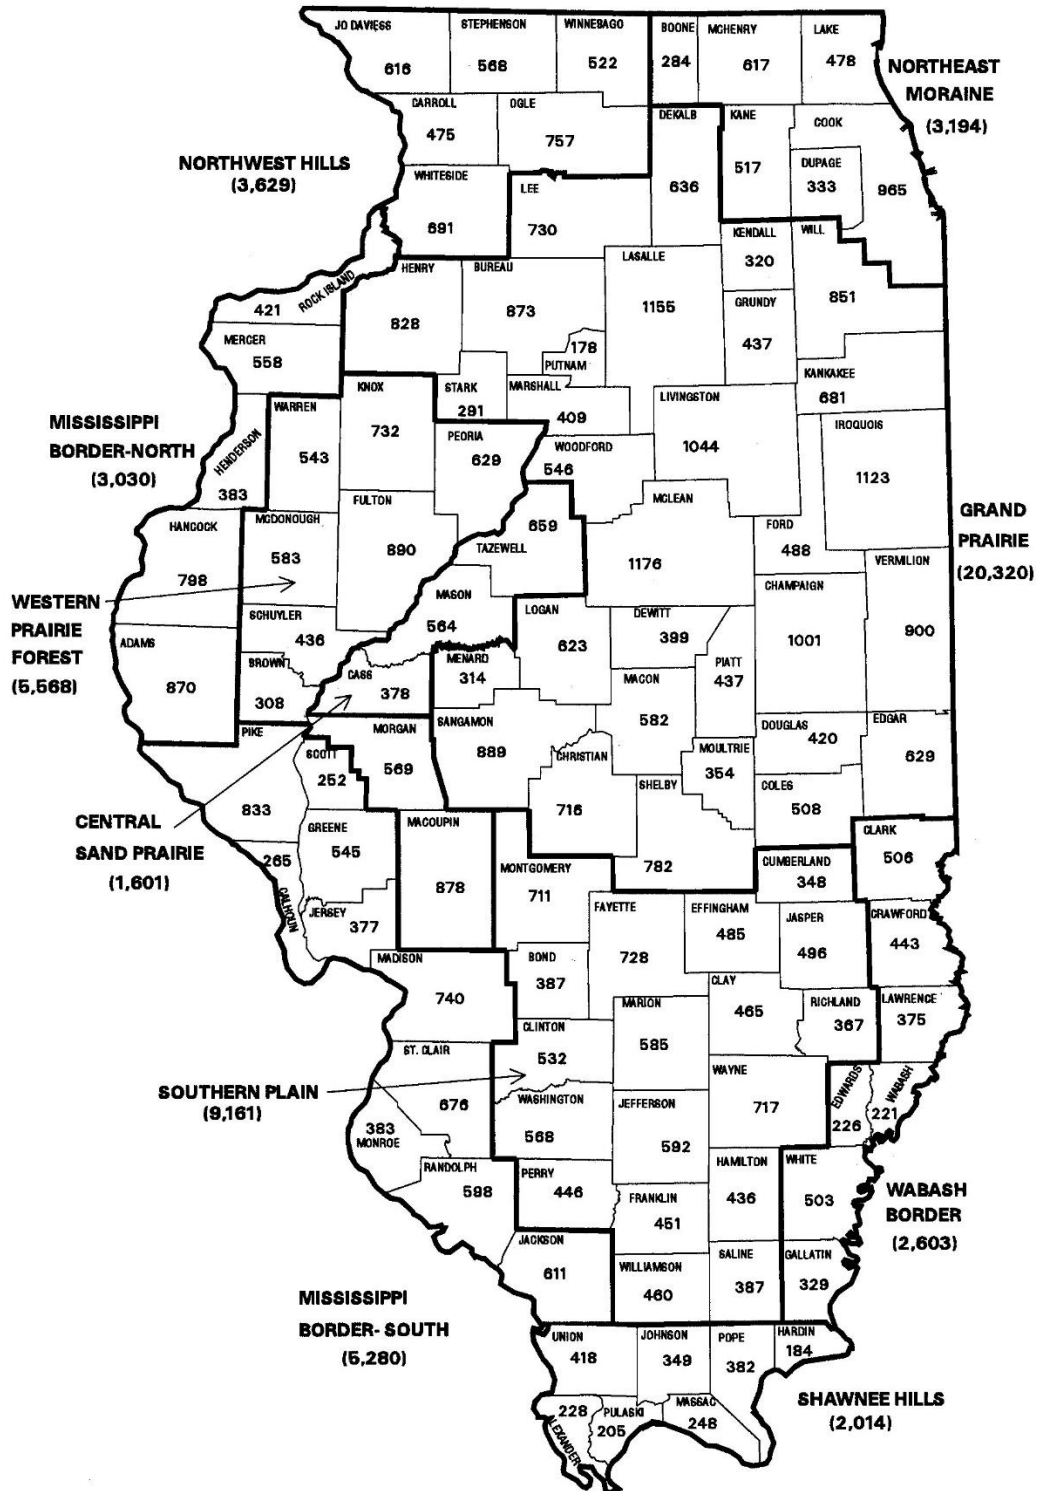 JO DAVIESS
616
STEPHENSON
568
WINNEBAGO
522
BOONE
284
MCHENRY
617
LAKE
478
NORTHEAST
MORAINE
(3,194)
CARROLL
475
OGLE
757
DEKALB
636
KANE
517
COOK
965
DUPAGE
333
NORTHWEST HILLS
(3,629)
WHITESIDE
691
LEE
730
KENDALL
320
WILL
851
ROCK ISLAND
421
HENRY
828
BUREAU
873
LASALLE
1155
GRUNDY
437
MERCER
558
178
PUTNAM
KANKAKEE
681
KNOX
732
STARK
291
MARSHALL
409
LIVINGSTON
1044
IROQUOIS
1123
MISSISSIPPI
BORDER-NORTH
(3,030)
HENDERSON
383
WARREN
543
PEORIA
629
WOODFORD
546
HANCOCK
798
MCDONOUGH
583
FULTON
890
659
TAZEWELL
MCLEAN
1176
FORD
488
GRAND
PRAIRIE
(20,320)
VERMILION
900
WESTERN
PRAIRIE
FOREST
(5,568)
ADAMS
870
SCHUYLER
436
MASON
564
LOGAN
623
DEWITT
399
CHAMPAIGN
1001
BROWN
308
CASS
378
MENARD
314
MACON
582
PIATT
437
PIKE
833
SCOTT
252
MORGAN
569
SANGAMON
889
CHRISTIAN
716
MOULTRIE
354
DOUGLAS
420
EDGAR
629
SHELBY
782
COLES
508
CENTRAL
SAND PRAIRIE
(1,601)
265
CALHOUN
GREENE
545
MACOUPIN
878
MONTGOMERY
711
CUMBERLAND
348
CLARK
506
JERSEY
377
FAYETTE
728
EFFINGHAM
485
JASPER
496
CRAWFORD
443
MADISON
740
BOND
387
CLAY
465
RICHLAND
367
LAWRENCE
375
ST. CLAIR
676
CLINTON
532
MARION
585
WAYNE
717
EDWARDS
226
WABASH
221
SOUTHERN PLAIN
(9,161)
383
MONROE
WASHINGTON
568
JEFFERSON
592
RANDOLPH
598
PERRY
446
HAMILTON
436
WHITE
503
WABASH
BORDER
(2,603)
FRANKLIN
451
JACKSON
611
WILLIAMSON
460
SALINE
387
GALLATIN
329
MISSISSIPPI
BORDER- SOUTH
(5,280)
UNION
418
JOHNSON
349
POPE
382
HARDIN
184
228
ALEXANDER
PULASKI
205
MASSAC
248
SHAWNEE HILLS
(2,014)